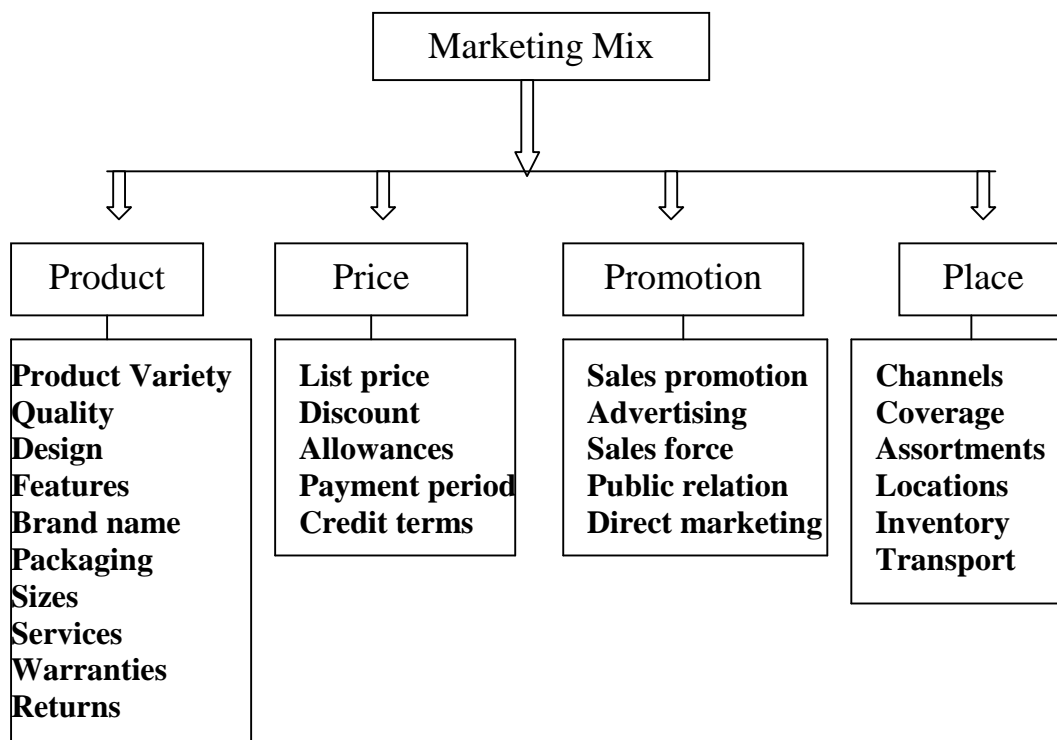 Marketing Mix
Product
Price
Promotion
Place
Product Variety
Quality
Design
Features
Brand name
Packaging
Sizes
Services
Warranties
Returns
List price
Discount
Allowances
Payment period
Credit terms
Sales promotion
Advertising
Sales force
Public relation
Direct marketing
Channels
Coverage
Assortments
Locations
Inventory
Transport